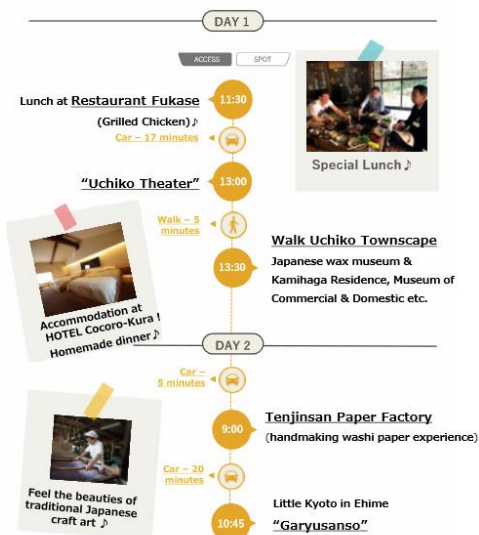 DAY 1
ACCESS
SPOT
Lunch at Restaurant Fukase
(Grilled Chicken)♪
11:30
Car – 17 minutes
Special Lunch♪
"Uchiko Theater"
13:00
Walk – 5
minutes
Walk Uchiko Townscape
13:30
Japanese wax museum &
Kamihaga Residence, Museum of
Commercial & Domestic etc.
Accommodation at
HOTEL Cocoro-Kura !
Homemade dinner♪
DAY 2
Car –
5 minutes
9:00
Tenjinsan Paper Factory
(handmaking washi paper experience)
Car – 20
minutes
Feel the beauties of
traditional Japanese
craft art ♪
10:45
Little Kyoto in Ehime
"Garyusanso"